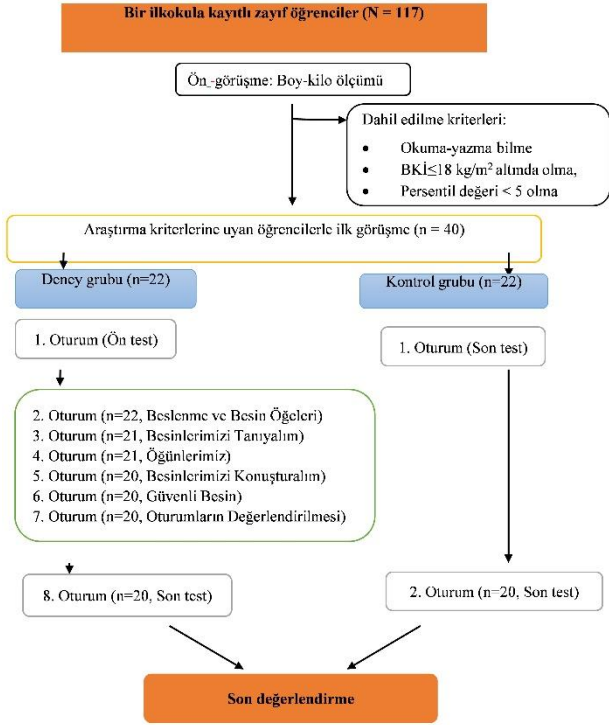 Bir ilkokula kayıtlı zayıf öğrenciler (N = 117)
Ön -görüşme: Boy-kilo ölçümü
Dahil edilme kriterleri:
• Okuma-yazma bilme
• BKİ≤18 kg/m² altında olma,
• Persentil değeri < 5 olma
Araştırma kriterlerine uyan öğrencilerle ilk görüşme (n = 40)
Deney grubu (n=22)
Kontrol grubu (n=22)
1. Oturum (Ön test)
1. Oturum (Son test)
2. Oturum (n=22, Beslenme ve Besin Öğeleri)
3. Oturum (n=21, Besinlerimizi Tanıyalım)
4. Oturum (n=21, Öğünlerimiz)
5. Oturum (n=20, Besinlerimizi Konuşturalım)
6. Oturum (n=20, Güvenli Besin)
7. Oturum (n=20, Oturumların Değerlendirilmesi)
8. Oturum (n=20, Son test)
2. Oturum (n=20, Son test)
Son değerlendirme